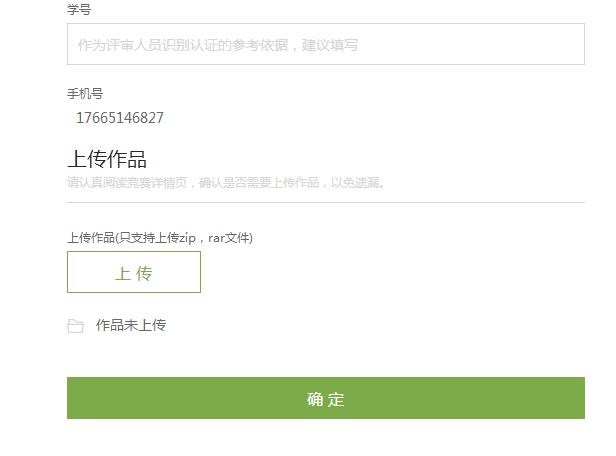 学号
作为评审人员识别认证的参考依据，建议填写
手机号
17665146827
上传作品
请认真阅读竞赛详情页，确认是否需要上传作品，以免遗漏。
上传作品(只支持上传zip，rar文件)
上 传
作品未上传
确 定